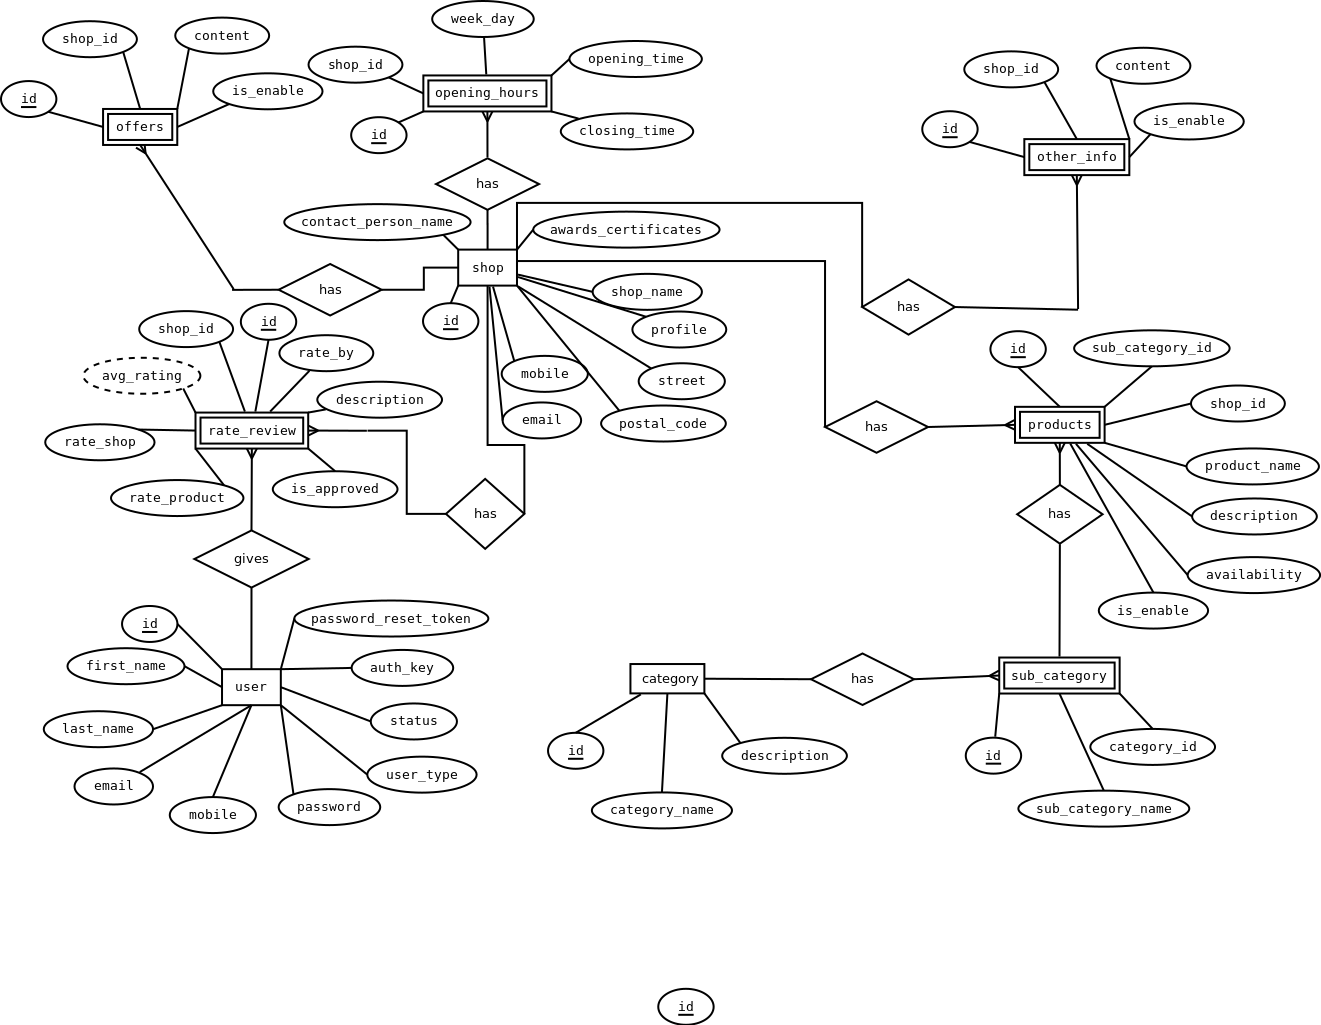 week_day
shop_id
content
shop_id
opening_time
id
is_enable
offers
opening_hours
id
closing_time
has
shop_id
content
id
is_enable
other_info
contact_person_name
awards_certificates
shop
has
id
shop_name
profile
mobile
street
email
postal_code
has
shop_id
id
rate_by
avg_rating
description
rate_shop
rate_review
rate_product
is_approved
has
gives
id
sub_category_id
shop_id
has
products
product_name
description
has
availability
is_enable
id
password_reset_token
first_name
auth_key
user
last_name
status
email
user_type
mobile
password
category
has
sub_category
id
description
category_name
id
category_id
sub_category_name
id